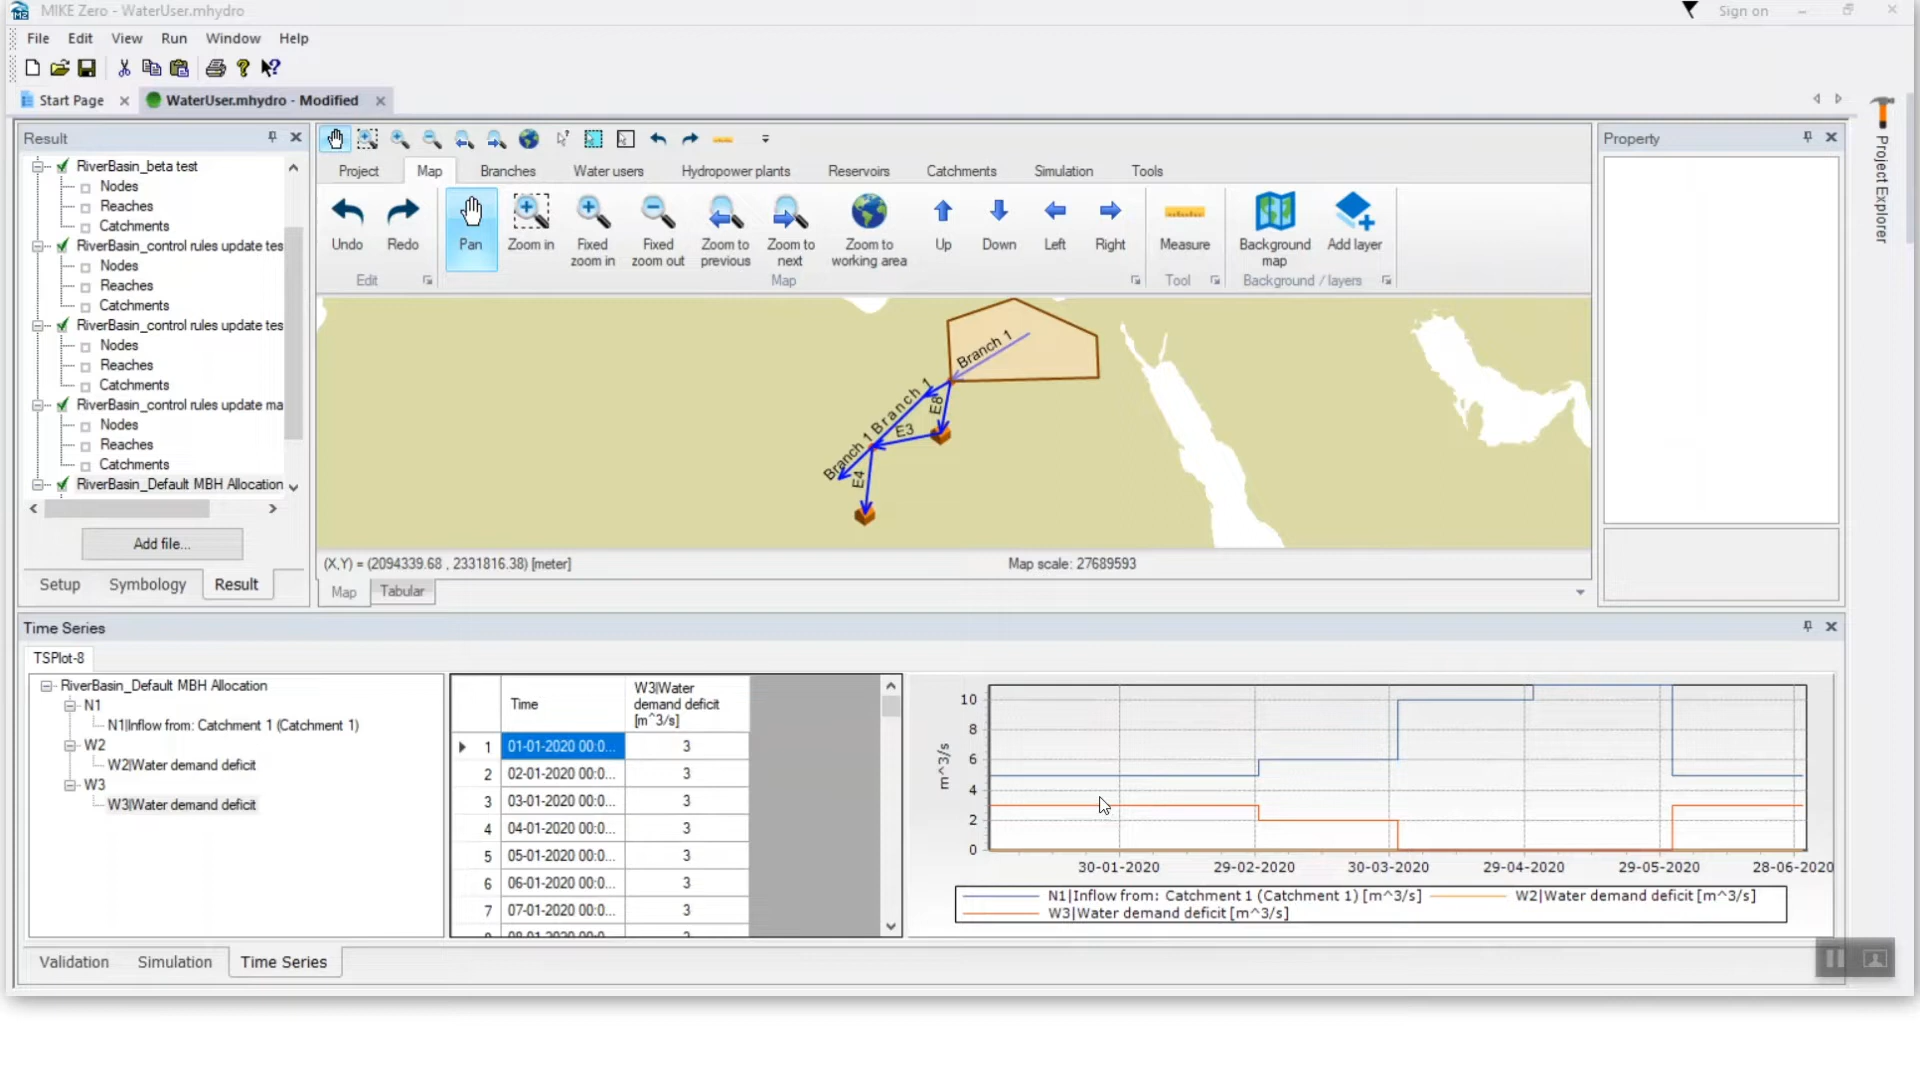 MIKE Zero - WaterUser.mhydro
Sign on
File Edit View Run Window Help
Start Page
WaterUser.mhydro - Modified
Result
RiverBasin_beta test
Nodes
Reaches
Catchments
RiverBasin_control rules update tes
Nodes
Reaches
Catchments
RiverBasin_control rules update tes
Nodes
Reaches
Catchments
RiverBasin_control rules update ma
Nodes
Reaches
Catchments
RiverBasin_Default MBH Allocation
Add file...
Setup Symbology Result
Project Map Branches Water users Hydropower plants Reservoirs Catchments Simulation Tools
Undo Redo
Edit
Pan
Zoom in
Fixed
zoom in
Fixed
zoom out
Zoom to
previous
Zoom to
next
Zoom to
working area
Up Down Left Right
Map
Measure
Tool
Background
map
Add layer
Background / layers
Branch 1
Branch 1
Branch 1
E8
E3
E4
(X,Y) = (2094339.68 , 2331816.38) [meter]
Map scale: 27689593
Map Tabular
Property
Project Explorer
Time Series
TSPlot-8
RiverBasin_Default MBH Allocation
N1
N1|Inflow from: Catchment 1 (Catchment 1)
W2
W2|Water demand deficit
W3
W3|Water demand deficit
Time
W3|Water
demand deficit
[m^3/s]
1 01-01-2020 00:0... 3
2 02-01-2020 00:0... 3
3 03-01-2020 00:0... 3
4 04-01-2020 00:0... 3
5 05-01-2020 00:0... 3
6 06-01-2020 00:0... 3
7 07-01-2020 00:0... 3
m^3/s
10
8
6
4
2
0
30-01-2020 29-02-2020 30-03-2020 29-04-2020 29-05-2020 28-06-2020
N1|Inflow from: Catchment 1 (Catchment 1) [m^3/s]
W2|Water demand deficit [m^3/s]
W3|Water demand deficit [m^3/s]
Validation Simulation Time Series